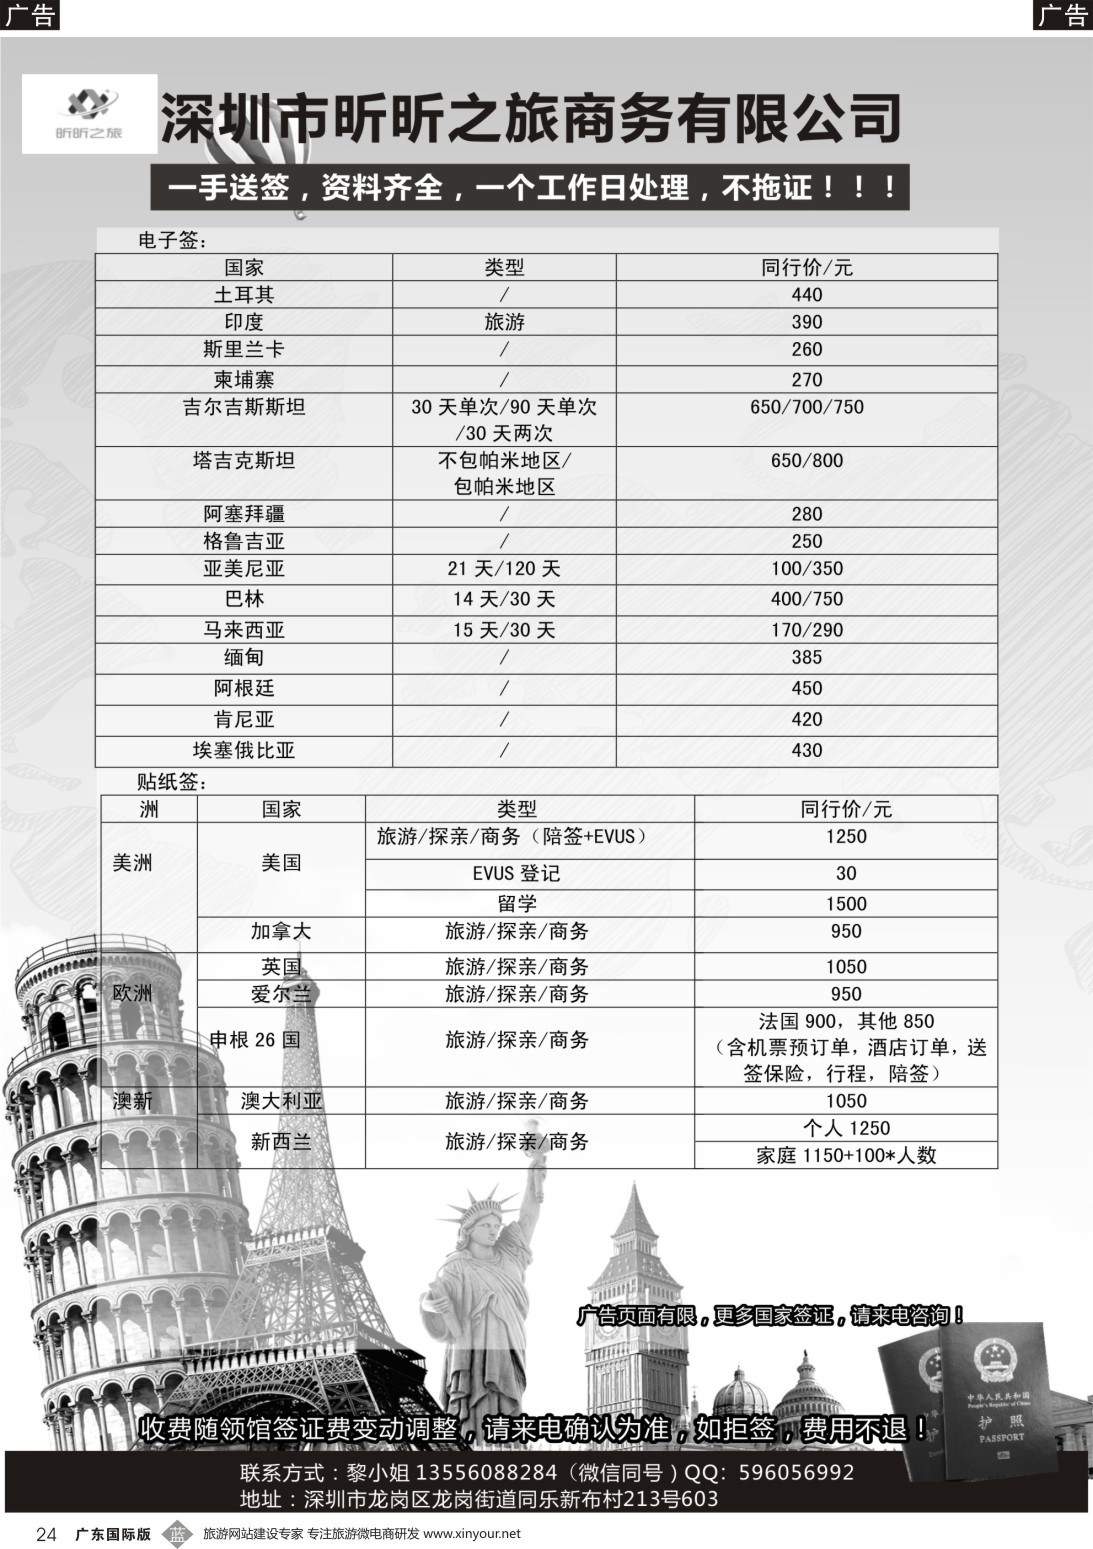 广告
广告
昕昕之旅
深圳市昕昕之旅商务有限公司
一手送签，资料齐全，一个工作日处理，不拖证！！！
电子签：
国家 类型 同行价/元
土耳其 / 440
印度 旅游 390
斯里兰卡 / 260
柬埔寨 / 270
吉尔吉斯斯坦 30 天单次/90 天单次 650/700/750
/30 天两次
塔吉克斯坦 不包帕米地区/ 650/800
包帕米地区
阿塞拜疆 / 280
格鲁吉亚 / 250
亚美尼亚 21 天/120 天 100/350
巴林 14 天/30 天 400/750
马来西亚 15 天/30 天 170/290
缅甸 / 385
阿根廷 / 450
肯尼亚 / 420
埃塞俄比亚 / 430
贴纸签：
洲 国家 类型 同行价/元
旅游/探亲/商务（陪签+EVUS） 1250
美洲 美国
EVUS 登记 30
留学 1500
加拿大 旅游/探亲/商务 950
英国 旅游/探亲/商务 1050
欧洲 爱尔兰 旅游/探亲/商务 950
法国 900，其他 850
申根 26 国 旅游/探亲/商务 （含机票预订单，酒店订单，送
签保险，行程，陪签）
澳新 澳大利亚 旅游/探亲/商务 1050
个人 1250
新西兰 旅游/探亲/商务
家庭 1150+100*人数
广告页面有限，更多国家签证，请来电咨询！
中华人民共和国
People's Republic of China
护 照
PASSPORT
收费随领馆签证费变动调整，请来电确认为准，如拒签，费用不退！
联系方式：黎小姐 13556088284（微信同号）QQ：596056992
地址：深圳市龙岗区龙岗街道同乐新布村213号603
24 广东国际版 蓝 旅游网站建设专家 专注旅游微电商研发 www.xinyour.net